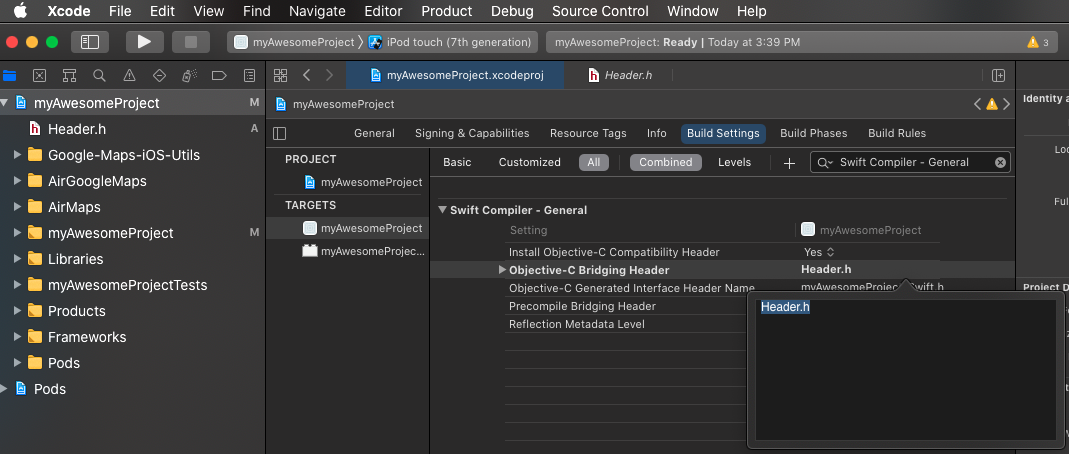 Xcode File Edit View Find Navigate Editor Product Debug Source Control Window Help
myAwesomeProject iPod touch (7th generation) myAwesomeProject: Ready | Today at 3:39 PM 3
myAwesomeProject.xcodeproj Header.h
myAwesomeProject M
Header.h A
Google-Maps-iOS-Utils
AirGoogleMaps
AirMaps
myAwesomeProject M
Libraries
myAwesomeProjectTests
Products
Frameworks
Pods
Pods
myAwesomeProject
General Signing & Capabilities Resource Tags Info Build Settings Build Phases Build Rules
PROJECT
myAwesomeProject
TARGETS
myAwesomeProject
myAwesomeProjec...
Basic Customized All Combined Levels Swift Compiler - General
Swift Compiler - General
Setting myAwesomeProject
Install Objective-C Compatibility Header Yes
Objective-C Bridging Header Header.h
Objective-C Generated Interface Header Name
Precompile Bridging Header
Reflection Metadata Level
Header.h
Identity a
Loc
Ful
Project D